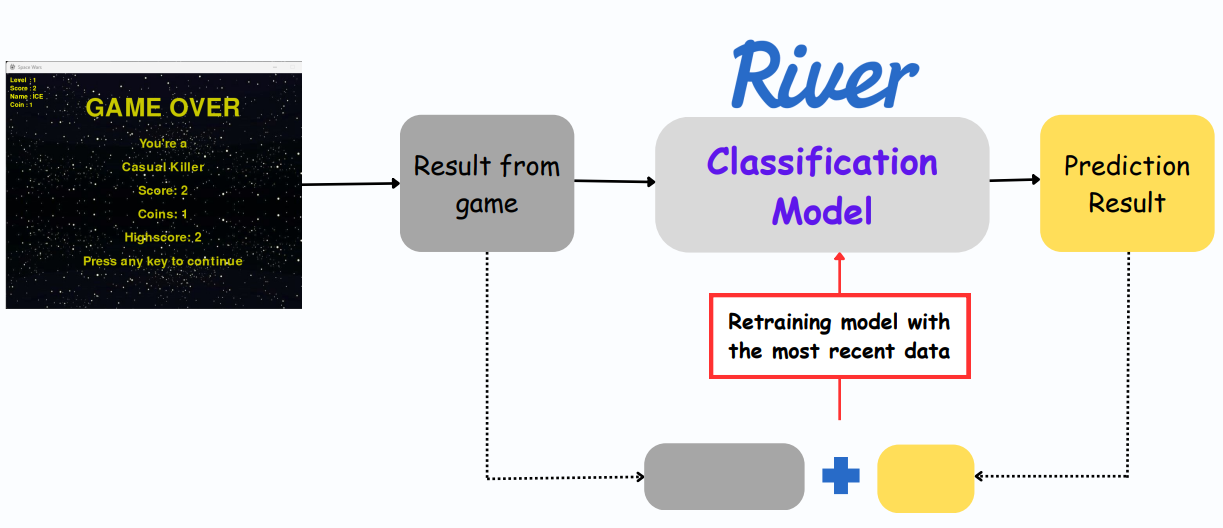 Space Wars
Level : 1
Score : 2
Name : ICE
Coin : 1
GAME OVER
You're a
Casual Killer
Score: 2
Coins: 1
Highscore: 2
Press any key to continue
Result from
game
River
Classification
Model
Prediction
Result
Retraining model with
the most recent data